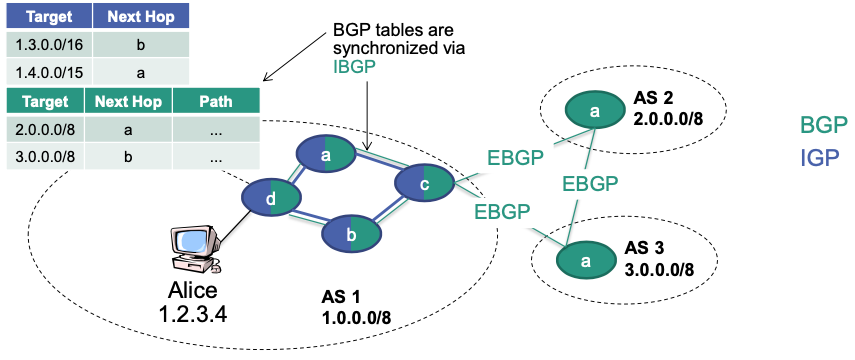 Target Next Hop
1.3.0.0/16 b
1.4.0.0/15 a
Target Next Hop Path
2.0.0.0/8 a ...
3.0.0.0/8 b ...
BGP tables are
synchronized via
IBGP
a
b
c
d
Alice
1.2.3.4
AS 1
1.0.0.0/8
EBGP
EBGP
EBGP
a
AS 2
2.0.0.0/8
a
AS 3
3.0.0.0/8
BGP
IGP